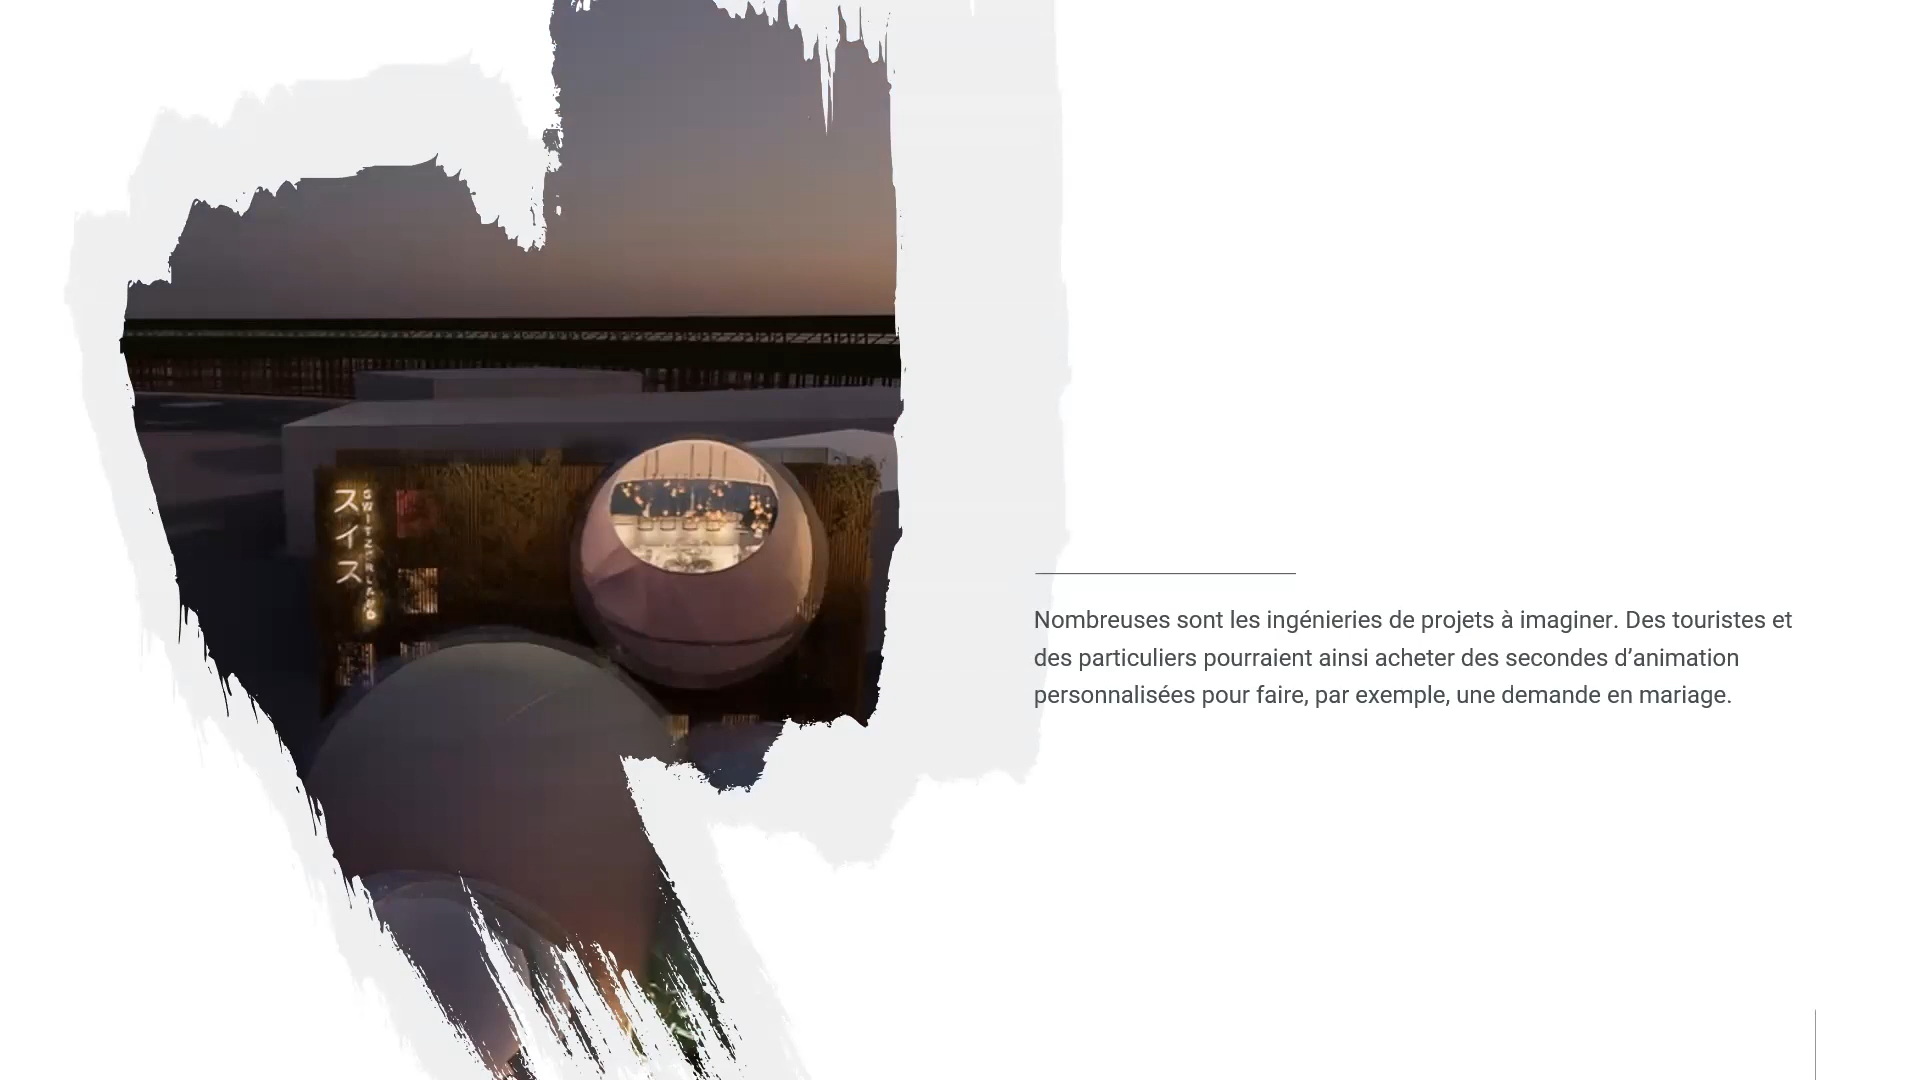 スイス
SWITZERLAND
Nombreuses sont les ingénieries de projets à imaginer. Des touristes et
des particuliers pourraient ainsi acheter des secondes d’animation
personnalisées pour faire, par exemple, une demande en mariage.